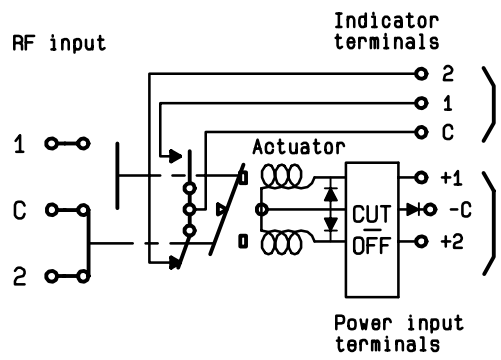 Indicator
terminals
RF input
2
1
C
Actuator
1
+1
C
CUT
OFF
-C
+2
2
Power input
terminals